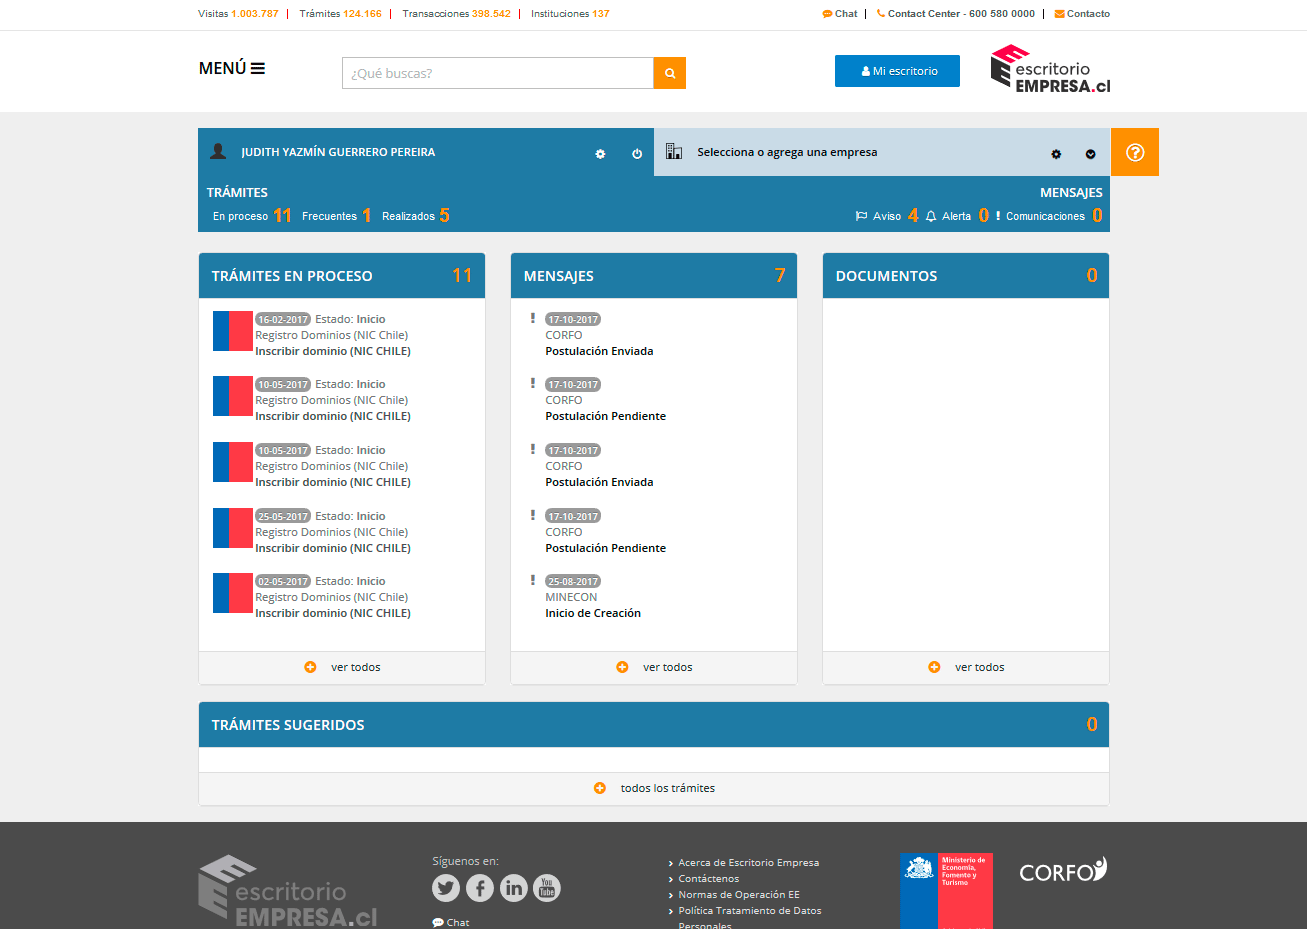 Visitas 1.003.787 | Trámites 124.166 | Transacciones 398.542 | Instituciones 137
Chat | Contact Center - 600 580 0000 | Contacto
MENÚ
¿Qué buscas?
Mi escritorio
escritorio
EMPRESA.cl
JUDITH YAZMÍN GUERRERO PEREIRA
Selecciona o agrega una empresa
TRÁMITES
MENSAJES
En proceso 11 Frecuentes 1 Realizados 5
Aviso 4 Alerta 0 Comunicaciones 0
TRÁMITES EN PROCESO 11
16-02-2017 Estado: Inicio
Registro Dominios (NIC Chile)
Inscribir dominio (NIC CHILE)
10-05-2017 Estado: Inicio
Registro Dominios (NIC Chile)
Inscribir dominio (NIC CHILE)
10-05-2017 Estado: Inicio
Registro Dominios (NIC Chile)
Inscribir dominio (NIC CHILE)
25-05-2017 Estado: Inicio
Registro Dominios (NIC Chile)
Inscribir dominio (NIC CHILE)
02-05-2017 Estado: Inicio
Registro Dominios (NIC Chile)
Inscribir dominio (NIC CHILE)
ver todos
MENSAJES 7
17-10-2017
CORFO
Postulación Enviada
17-10-2017
CORFO
Postulación Pendiente
17-10-2017
CORFO
Postulación Enviada
17-10-2017
CORFO
Postulación Pendiente
25-08-2017
MINECON
Inicio de Creación
ver todos
DOCUMENTOS 0
ver todos
TRÁMITES SUGERIDOS 0
todos los trámites
escritorio
EMPRESA.cl
Síguenos en:
You
Tube
Chat
Acerca de Escritorio Empresa
Contáctenos
Normas de Operación EE
Política Tratamiento de Datos
Personales
Ministerio de
Economía,
Fomento y
Turismo
CORFO